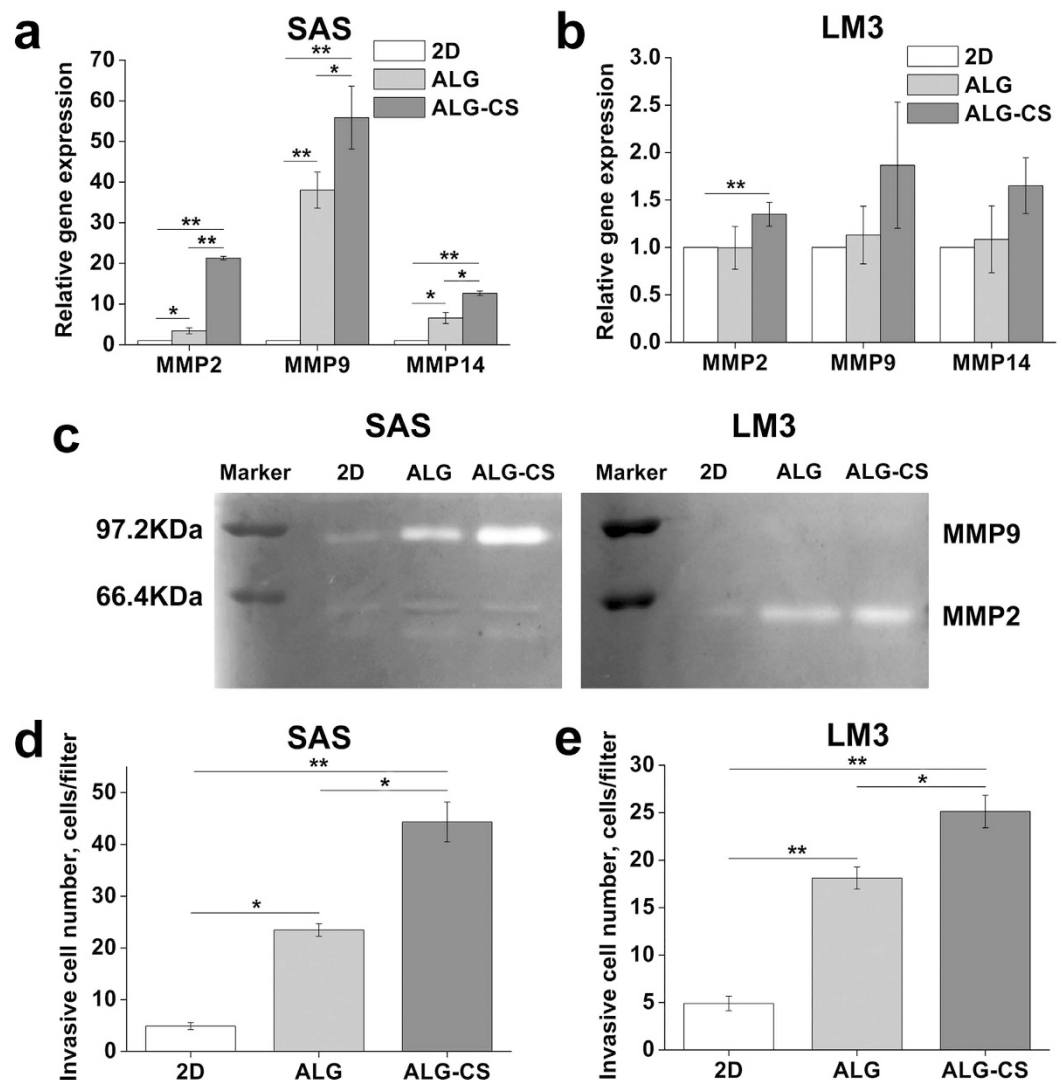 a
SAS
2D
ALG
ALG-CS
Relative gene expression
70
60
50
40
30
20
10
0
** * ** ** ** * ** * *
MMP2 MMP9 MMP14
b
LM3
2D
ALG
ALG-CS
Relative gene expression
3.0
2.5
2.0
1.5
1.0
0.5
0.0
**
MMP2 MMP9 MMP14
c
SAS LM3
Marker 2D ALG ALG-CS Marker 2D ALG ALG-CS
97.2KDa MMP9
66.4KDa MMP2
d
SAS
Invasive cell number, cells/filter
50
40
30
20
10
0
**
*
*
2D ALG ALG-CS
e
LM3
Invasive cell number, cells/filter
30
25
20
15
10
5
0
**
*
**
2D ALG ALG-CS